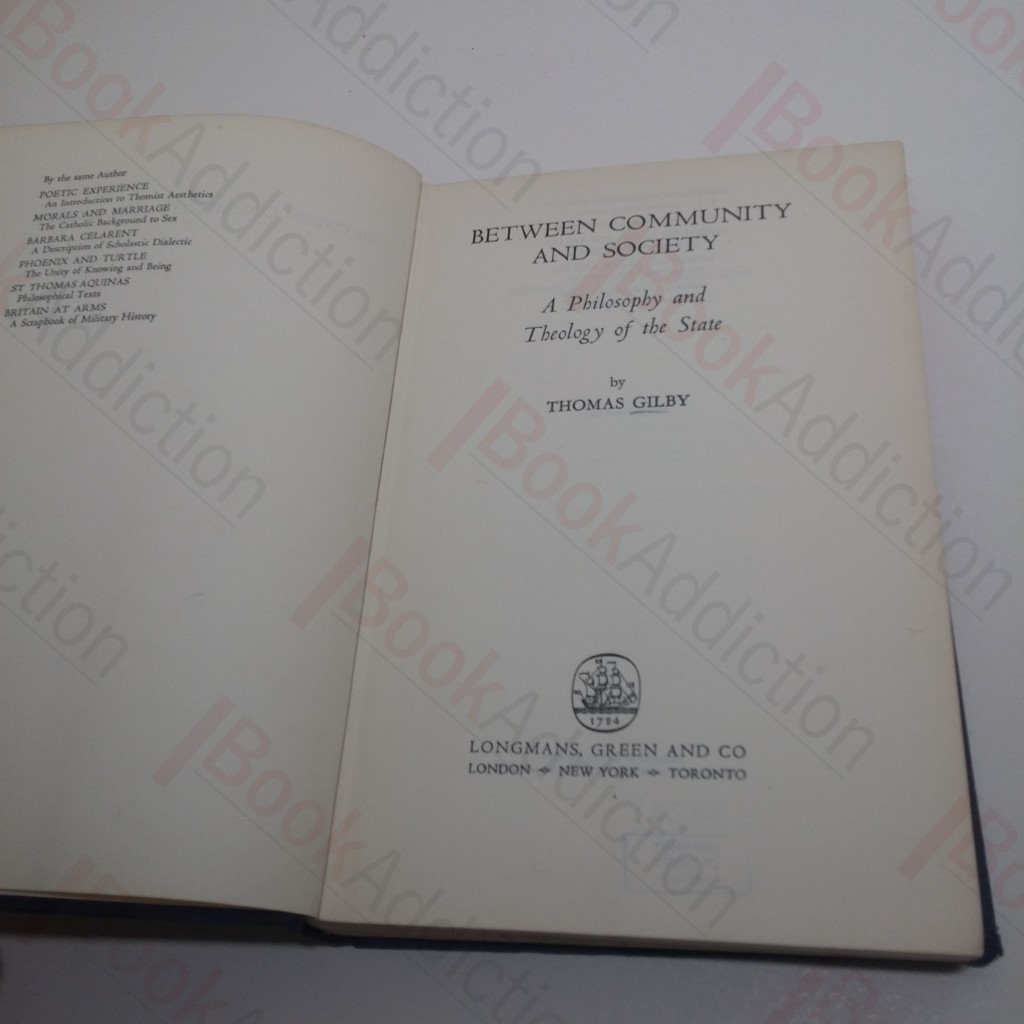 By the same Author
POETIC EXPERIENCE
An Introduction to Thomist Aesthetics
MORALS AND MARRIAGE
The Catholic Background to Sex
BARBARA CELARENT
A Description of Scholastic Dialectic
PHOENIX AND TURTLE
The Unity of Knowing and Being
ST THOMAS AQUINAS
Philosophical Texts
BRITAIN AT ARMS
A Scrapbook of Military History
BETWEEN COMMUNITY
AND SOCIETY
A Philosophy and
Theology of the State
by
THOMAS GILBY
1724
LONGMANS, GREEN AND CO
LONDON NEW YORK TORONTO
BookAddiction